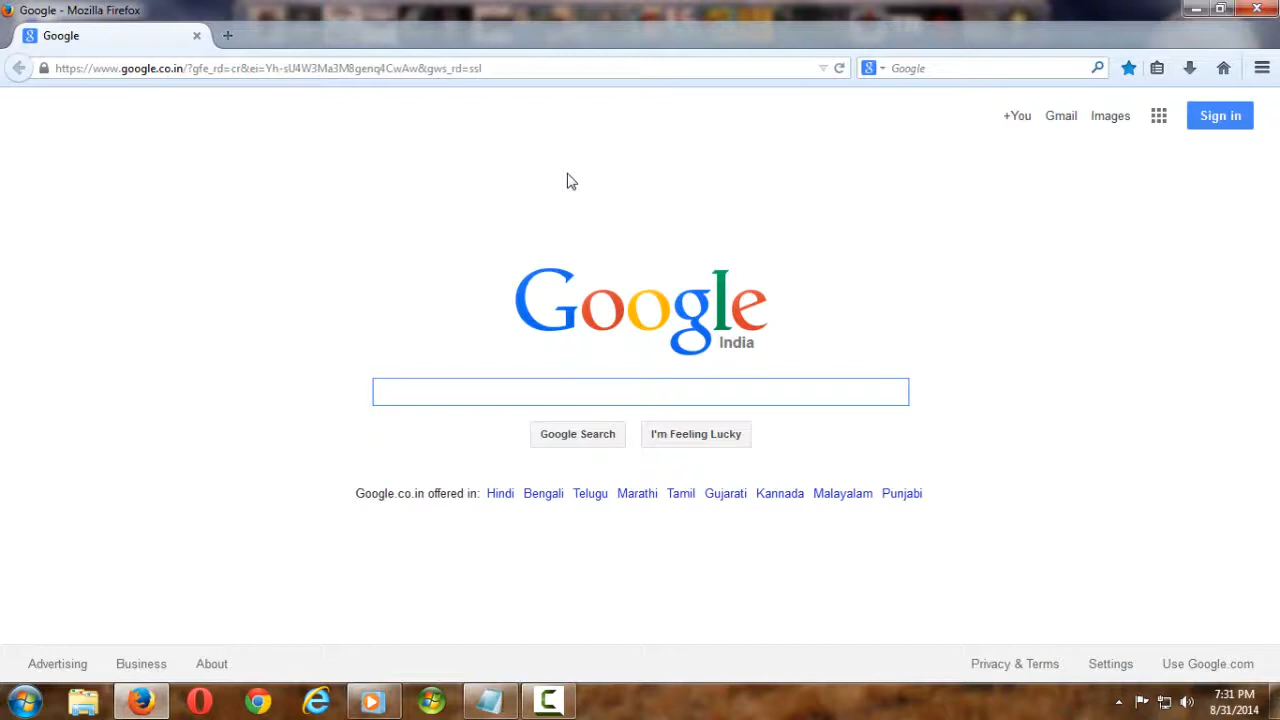 Google - Mozilla Firefox
Google
https://www.google.co.in/?gfe_rd=cr&ei=Yh-sU4W3Ma3M8genq4CwAw&gws_rd=ssl
Google
+You Gmail Images Sign in
Google
India
Google Search I'm Feeling Lucky
Google.co.in offered in: Hindi Bengali Telugu Marathi Tamil Gujarati Kannada Malayalam Punjabi
Advertising Business About Privacy & Terms Settings Use Google.com
7:31 PM
8/31/2014